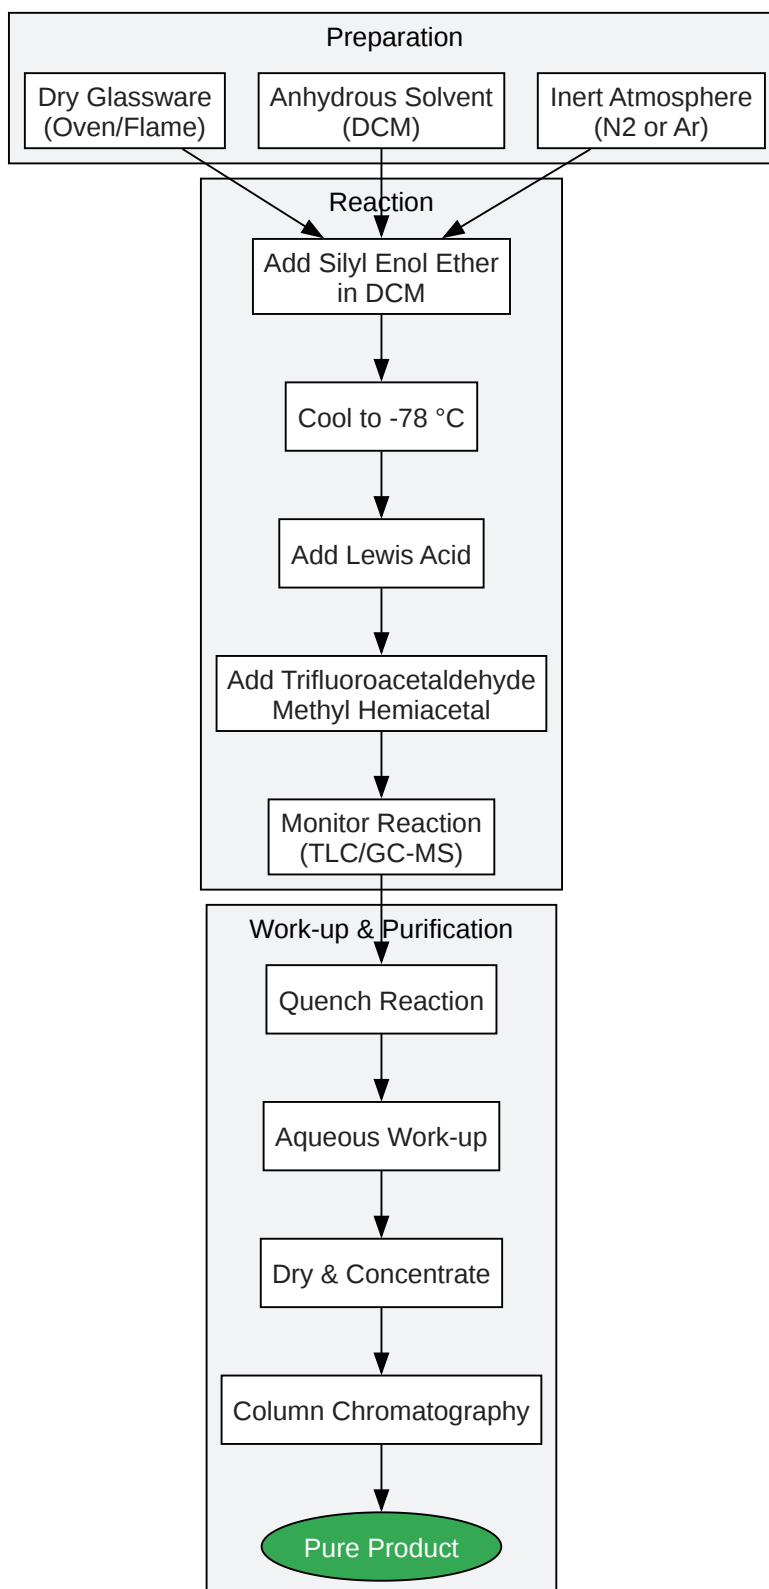 Preparation
Dry Glassware
(Oven/Flame)
Anhydrous Solvent
(DCM)
Inert Atmosphere
(N2 or Ar)
Reaction
Add Silyl Enol Ether
in DCM
Cool to -78 °C
Add Lewis Acid
Add Trifluoroacetaldehyde
Methyl Hemiacetal
Monitor Reaction
(TLC/GC-MS)
Work-up & Purification
Quench Reaction
Aqueous Work-up
Dry & Concentrate
Column Chromatography
Pure Product